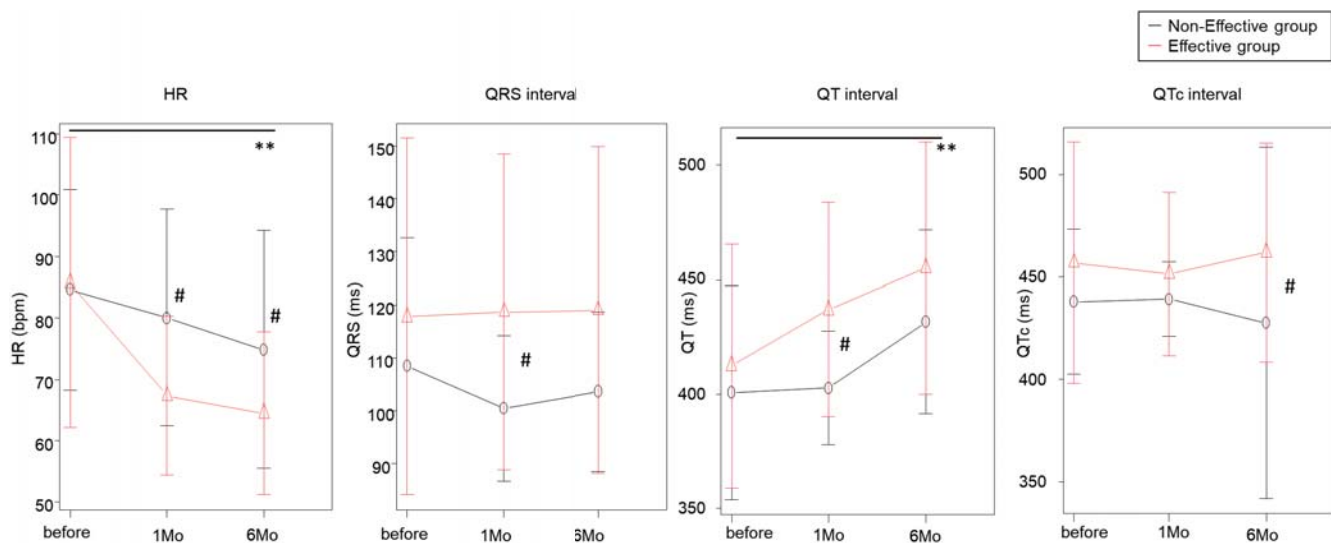 Non-Effective group
Effective group
HR
QRS interval
QT interval
QTc interval
HR (bpm)
110
100
90
80
70
60
50
**
#
#
before
1Mo
6Mo
QRS (ms)
150
140
130
120
110
100
90
#
before
1Mo
6Mo
QT (ms)
500
450
400
350
**
#
before
1Mo
6Mo
QTc (ms)
500
450
400
350
#
before
1Mo
6Mo